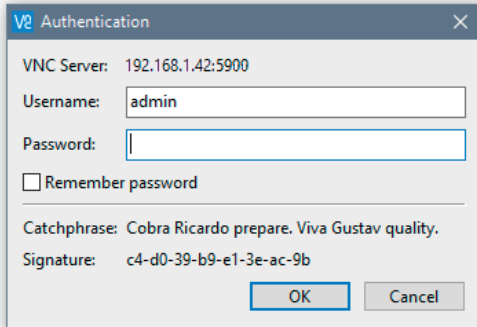 V2 Authentication
VNC Server: 192.168.1.42:5900
Username: admin
Password:
Remember password
Catchphrase: Cobra Ricardo prepare. Viva Gustav quality.
Signature: c4-d0-39-b9-e1-3e-ac-9b
OK Cancel